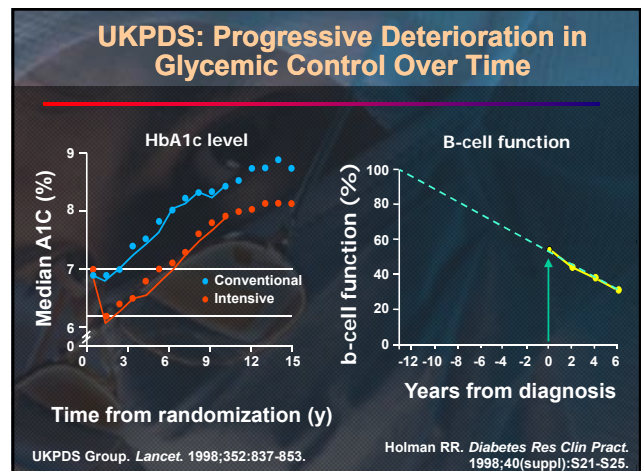 UKPDS: Progressive Deterioration in
Glycemic Control Over Time
HbA1c level
Median A1C (%)
9
8
7
6
0
0 3 6 9 12 15
Conventional
Intensive
Time from randomization (y)
UKPDS Group. Lancet. 1998;352:837-853.
B-cell function
b-cell function (%)
100
80
60
40
20
0
-12 -10 -8 -6 -4 -2 0 2 4 6
Years from diagnosis
Holman RR. Diabetes Res Clin Pract.
1998;40(suppl):S21-S25.